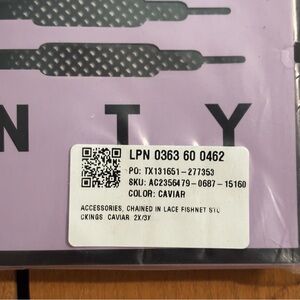 N T Y
LPN 0363 60 0462
PO: TX131651-277353
SKU: AC2356479-0687-15160
COLOR: CAVIAR
ACCESSORIES, CHAINED IN LACE FISHNET STO
CKINGS, CAVIAR, 2X/3X